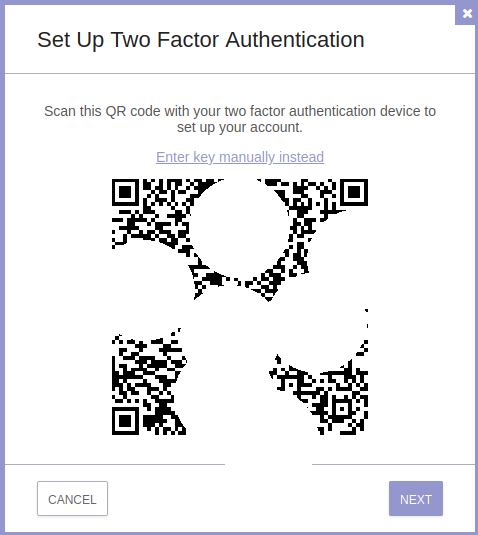 Set Up Two Factor Authentication
Scan this QR code with your two factor authentication device to
set up your account.
Enter key manually instead
CANCEL
NEXT